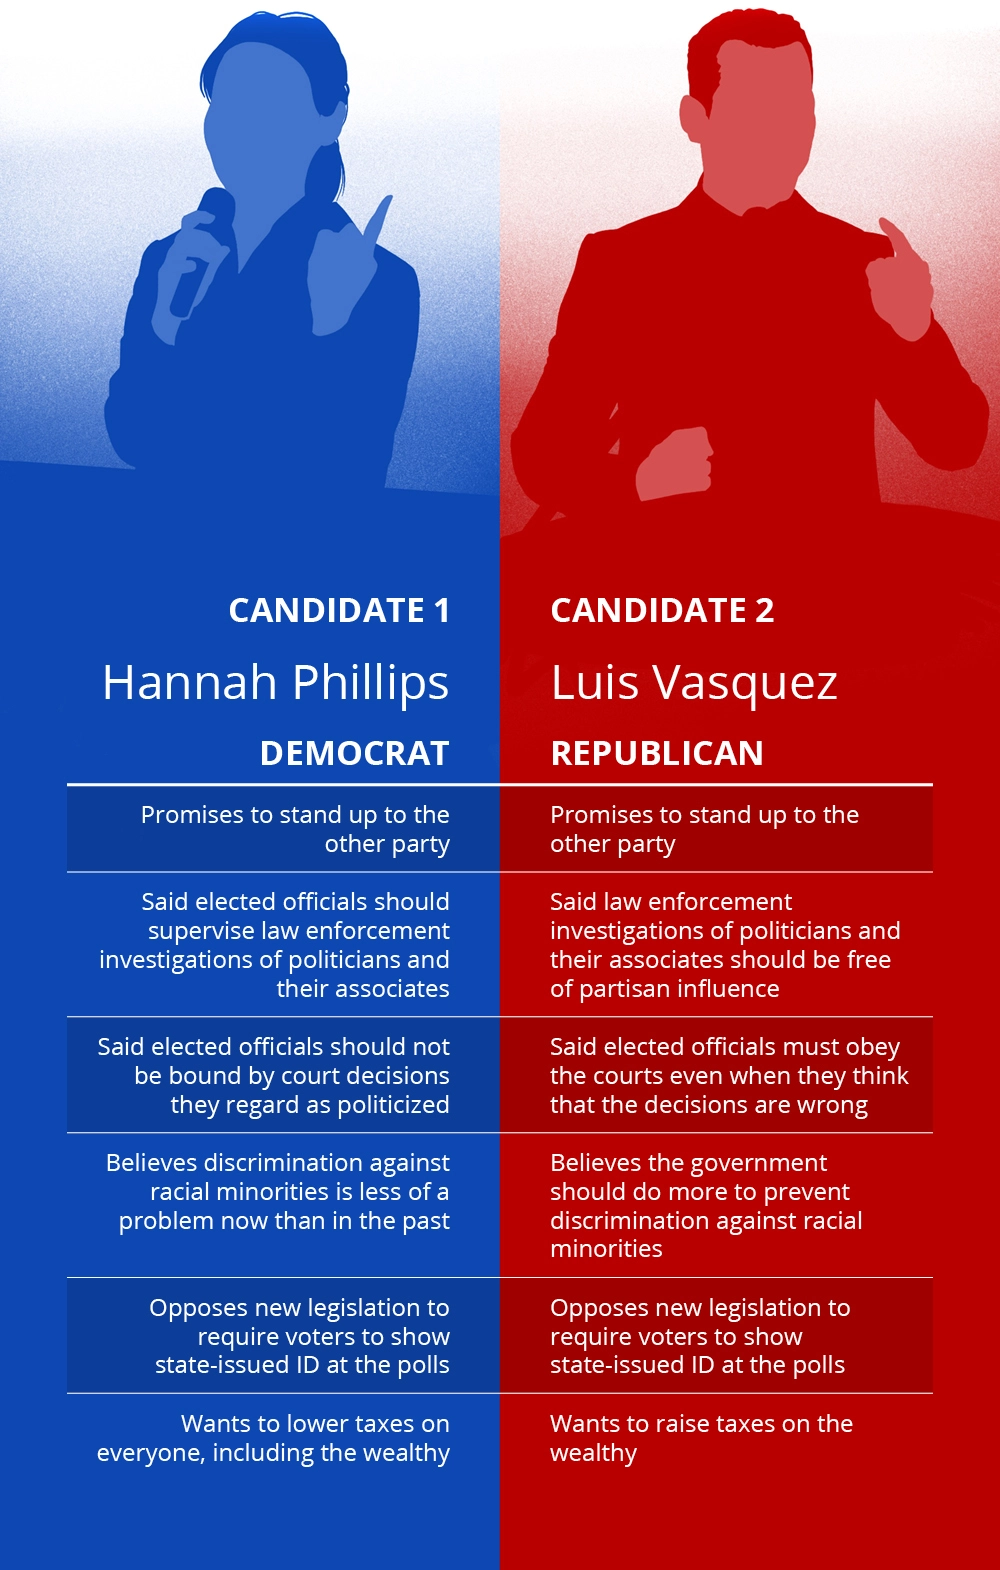 CANDIDATE 1
Hannah Phillips
DEMOCRAT
Promises to stand up to the
other party
Said elected officials should
supervise law enforcement
investigations of politicians and
their associates
Said elected officials should not
be bound by court decisions
they regard as politicized
Believes discrimination against
racial minorities is less of a
problem now than in the past
Opposes new legislation to
require voters to show
state-issued ID at the polls
Wants to lower taxes on
everyone, including the wealthy
CANDIDATE 2
Luis Vasquez
REPUBLICAN
Promises to stand up to the
other party
Said law enforcement
investigations of politicians and
their associates should be free
of partisan influence
Said elected officials must obey
the courts even when they think
that the decisions are wrong
Believes the government
should do more to prevent
discrimination against racial
minorities
Opposes new legislation to
require voters to show
state-issued ID at the polls
Wants to raise taxes on the
wealthy